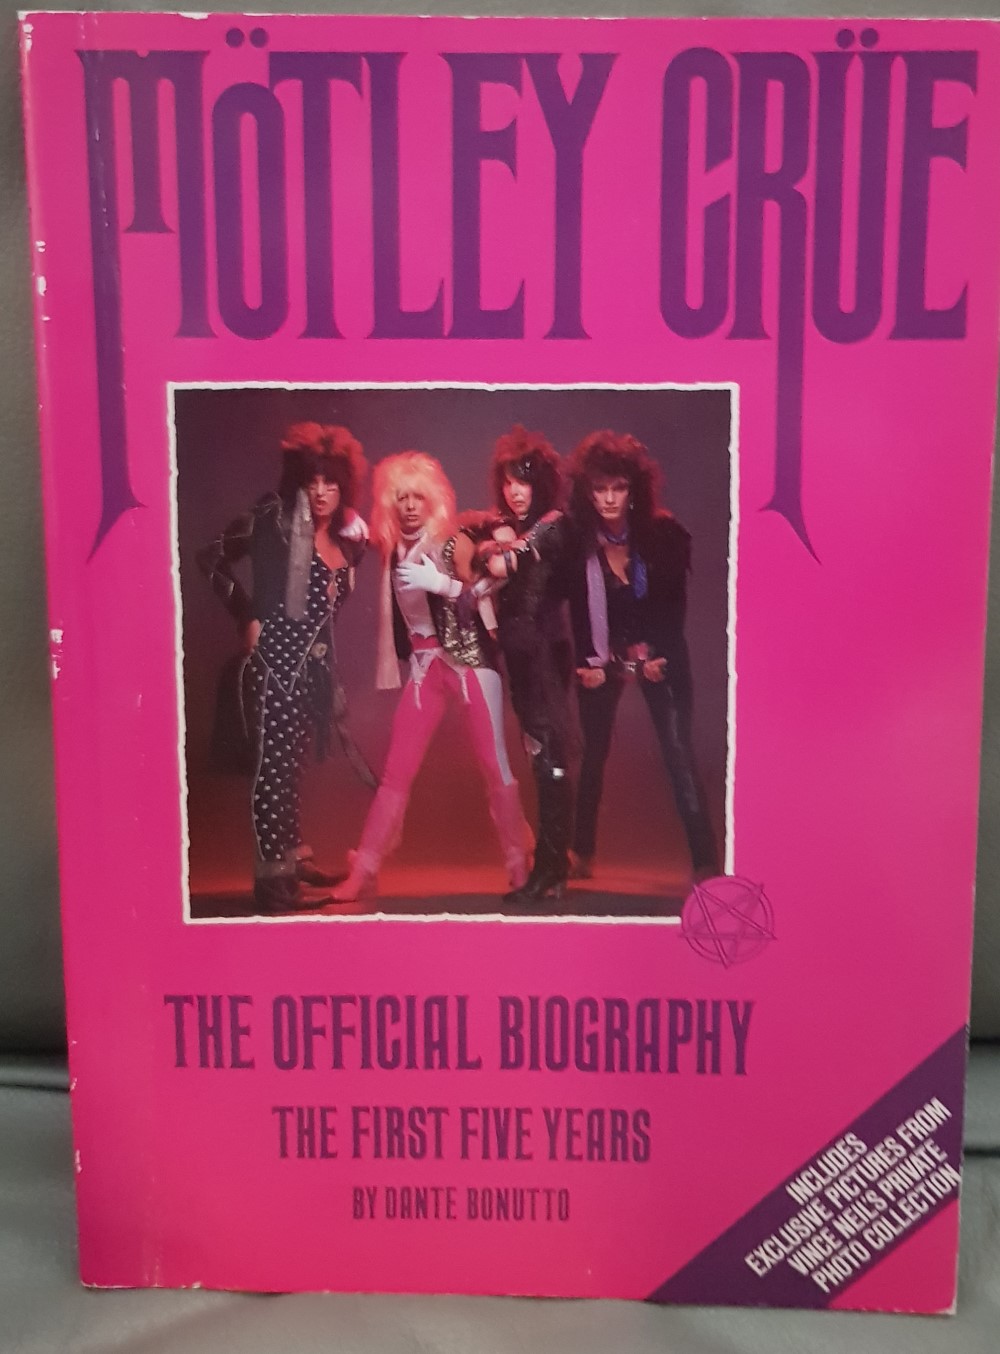 MÖTLEY CRÜE
THE OFFICIAL BIOGRAPHY
THE FIRST FIVE YEARS
BY DANTE BONUTTO
INCLUDES
EXCLUSIVE PICTURES FROM
VINCE NEIL'S PRIVATE
PHOTO COLLECTION